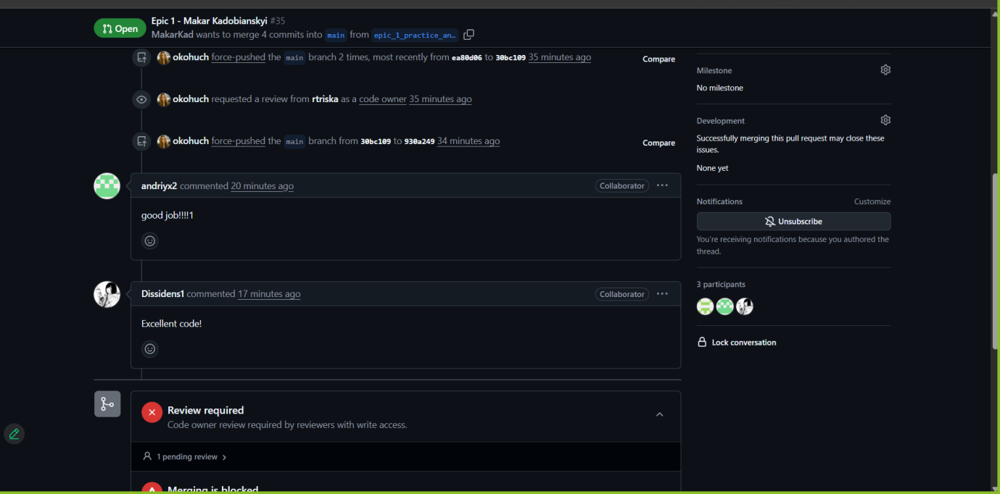 Open
Epic 1 - Makar Kadobianskyi #35
MakarKad wants to merge 4 commits into main from epic_1_practice_an…
okohuch force-pushed the main branch 2 times, most recently from ea80d06 to 30bc109 35 minutes ago
Compare
okohuch requested a review from rtriska as a code owner 35 minutes ago
okohuch force-pushed the main branch from 30bc109 to 930a249 34 minutes ago
Compare
andriyx2 commented 20 minutes ago
Collaborator
good job!!!!1
Dissidens1 commented 17 minutes ago
Collaborator
Excellent code!
Review required
Code owner review required by reviewers with write access.
1 pending review
Merging is blocked
Milestone
No milestone
Development
Successfully merging this pull request may close these
issues.
None yet
Notifications
Customize
Unsubscribe
You're receiving notifications because you authored the
thread.
3 participants
Lock conversation